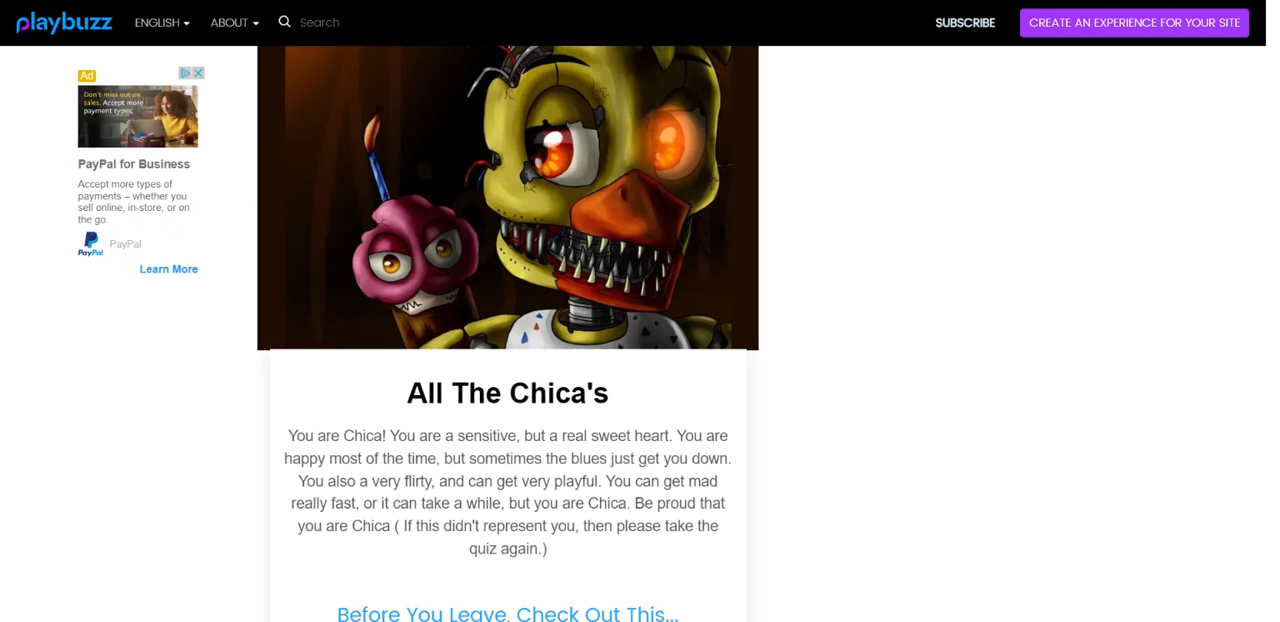 playbuzz
ENGLISH
ABOUT
Search
SUBSCRIBE
CREATE AN EXPERIENCE FOR YOUR SITE
Ad
Don't miss out on
sales. Accept more
payment types.
PayPal for Business
Accept more types of
payments – whether you
sell online, in-store, or on
the go.
PayPal
PayPal
Learn More
All The Chica's
You are Chica! You are a sensitive, but a real sweet heart. You are
happy most of the time, but sometimes the blues just get you down.
You also a very flirty, and can get very playful. You can get mad
really fast, or it can take a while, but you are Chica. Be proud that
you are Chica ( If this didn't represent you, then please take the
quiz again.)
Before You Leave, Check Out This...